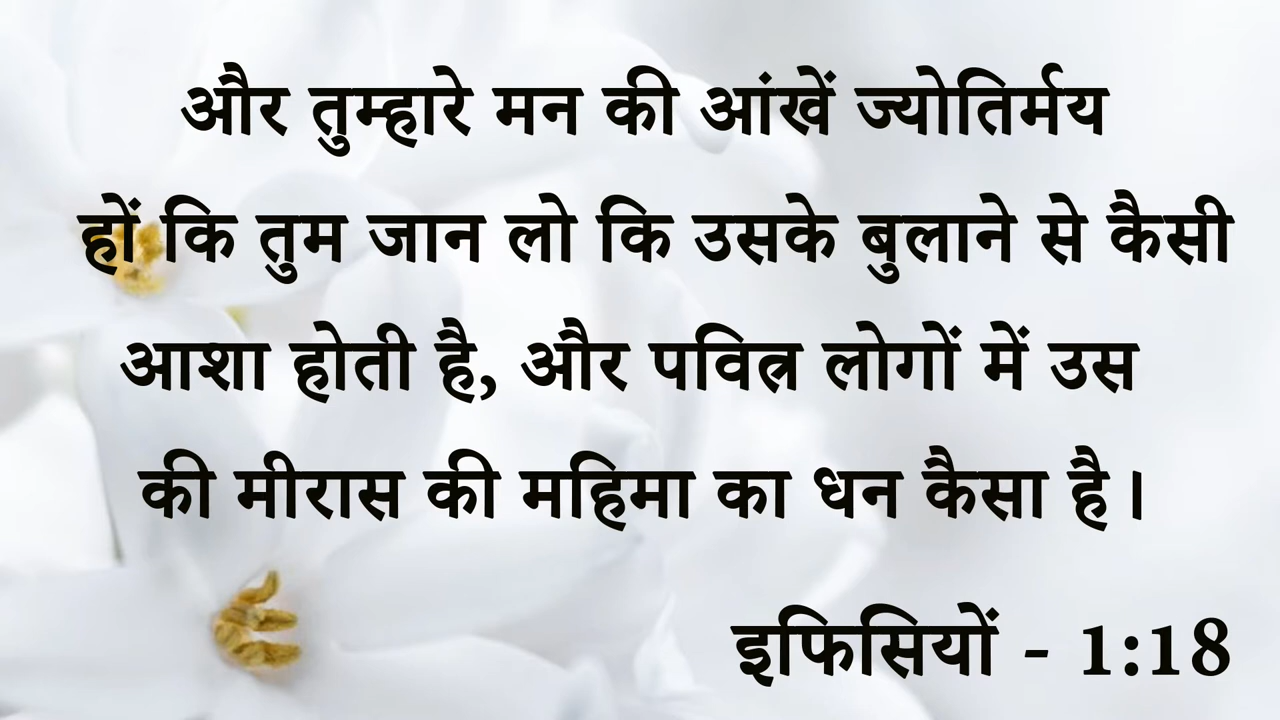 और तुम्हारे मन की आंखें ज्योतिर्मय
हों कि तुम जान लो कि उसके बुलाने से कैसी
आशा होती है, और पवित्र लोगों में उस
की मीरास की महिमा का धन कैसा है।
इफिसियों - 1:18